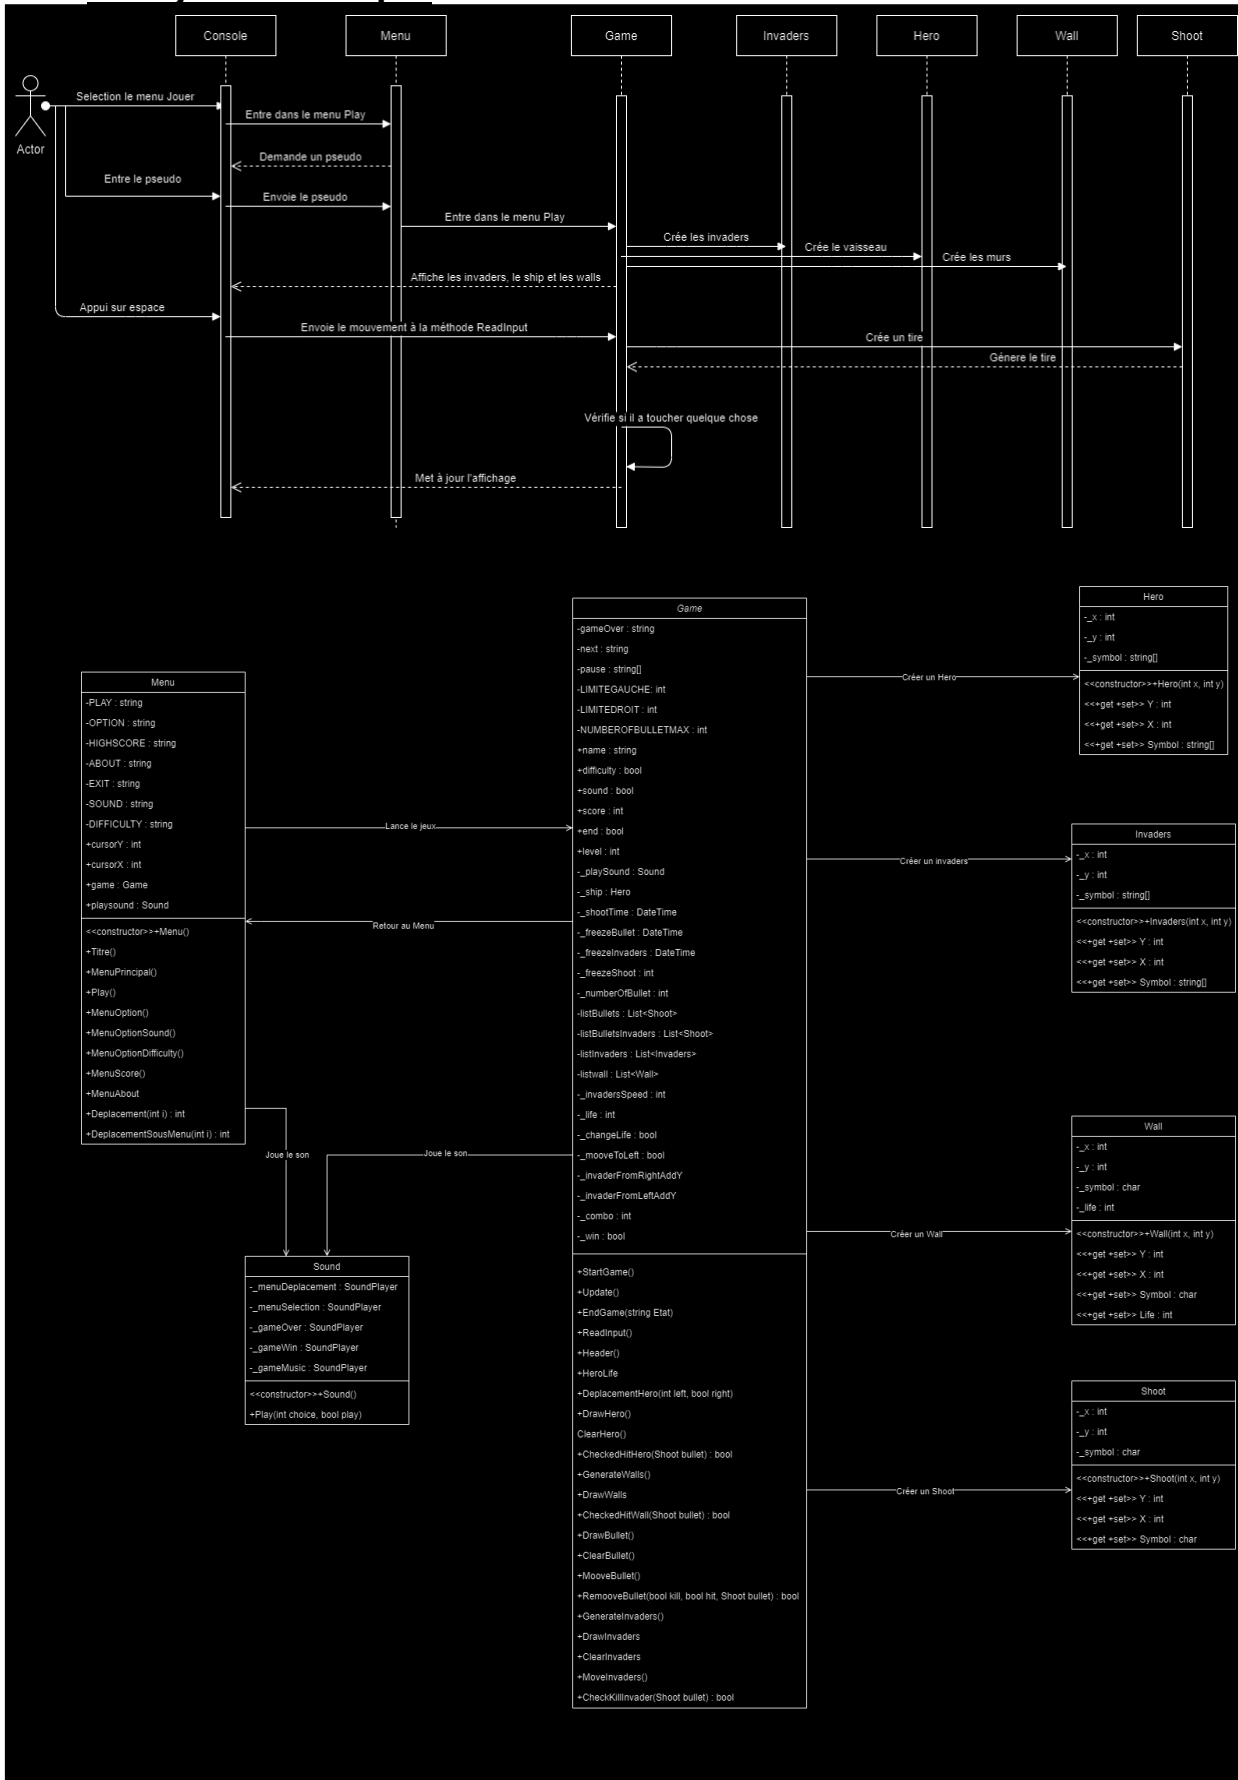 Console
Menu
Game
Invaders
Hero
Wall
Shoot
Actor
Selection le menu Jouer
Entre dans le menu Play
Demande un pseudo
Entre le pseudo
Envoie le pseudo
Entre dans le menu Play
Crée les invaders
Crée le vaisseau
Crée les murs
Affiche les invaders, le ship et les walls
Appui sur espace
Envoie le mouvement à la méthode ReadInput
Crée un tire
Génere le tire
Vérifie si il a toucher quelque chose
Met à jour l'affichage
Menu
-PLAY : string
-OPTION : string
-HIGHSCORE : string
-ABOUT : string
-EXIT : string
-SOUND : string
-DIFFICULTY : string
+cursorY : int
+cursorX : int
+game : Game
+playsound : Sound
<<constructor>>+Menu()
+Titre()
+MenuPrincipal()
+Play()
+MenuOption()
+MenuOptionSound()
+MenuOptionDifficulty()
+MenuScore()
+MenuAbout
+Deplacement(int i) : int
+DeplacementSousMenu(int i) : int
Lance le jeux
Retour au Menu
Joue le son
Joue le son
Sound
-_menuDeplacement : SoundPlayer
-_menuSelection : SoundPlayer
-_gameOver : SoundPlayer
-_gameWin : SoundPlayer
-_gameMusic : SoundPlayer
<<constructor>>+Sound()
+Play(int choice, bool play)
Game
-gameOver : string
-next : string
-pause : string[]
-LIMITEGAUCHE: int
-LIMITEDROIT : int
-NUMBEROFBULLETMAX : int
+name : string
+difficulty : bool
+sound : bool
+score : int
+end : bool
+level : int
-_playSound : Sound
-_ship : Hero
-_shootTime : DateTime
-_freezeBullet : DateTime
-_freezeInvaders : DateTime
-_freezeShoot : int
-_numberOfBullet : int
-listBullets : List<Shoot>
-listBulletsInvaders : List<Shoot>
-listInvaders : List<Invaders>
-listwall : List<Wall>
-_invadersSpeed : int
-_life : int
-_changeLife : bool
-_mooveToLeft : bool
-_invaderFromRightAddY
-_invaderFromLeftAddY
-_combo : int
-_win : bool
+StartGame()
+Update()
+EndGame(string Etat)
+ReadInput()
+Header()
+HeroLife
+DeplacementHero(int left, bool right)
+DrawHero()
ClearHero()
+CheckedHitHero(Shoot bullet) : bool
+GenerateWalls()
+DrawWalls
+CheckedHitWall(Shoot bullet) : bool
+DrawBullet()
+ClearBullet()
+MooveBullet()
+RemooveBullet(bool kill, bool hit, Shoot bullet) : bool
+GenerateInvaders()
+DrawInvaders
+ClearInvaders
+MoveInvaders()
+CheckKillInvader(Shoot bullet) : bool
Créer un Hero
Créer un invaders
Créer un Wall
Créer un Shoot
Hero
-_x : int
-_y : int
-_symbol : string[]
<<constructor>>+Hero(int x, int y)
<<+get +set>> Y : int
<<+get +set>> X : int
<<+get +set>> Symbol : string[]
Invaders
-_x : int
-_y : int
-_symbol : string[]
<<constructor>>+Invaders(int x, int y)
<<+get +set>> Y : int
<<+get +set>> X : int
<<+get +set>> Symbol : string[]
Wall
-_x : int
-_y : int
-_symbol : char
-_life : int
<<constructor>>+Wall(int x, int y)
<<+get +set>> Y : int
<<+get +set>> X : int
<<+get +set>> Symbol : char
<<+get +set>> Life : int
Shoot
-_x : int
-_y : int
-_symbol : char
<<constructor>>+Shoot(int x, int y)
<<+get +set>> Y : int
<<+get +set>> X : int
<<+get +set>> Symbol : char